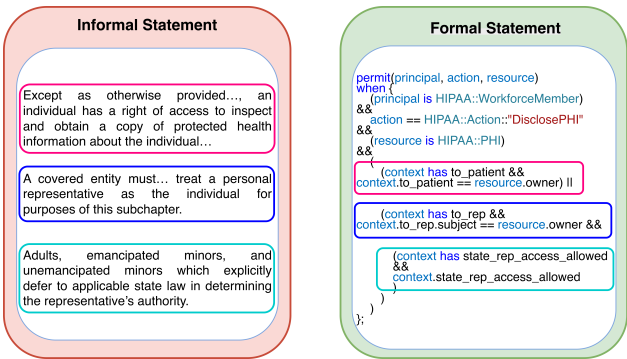 Informal Statement
Except as otherwise provided…, an
individual has a right of access to inspect
and obtain a copy of protected health
information about the individual…
A covered entity must… treat a personal
representative as the individual for
purposes of this subchapter.
Adults, emancipated minors, and
unemancipated minors which explicitly
defer to applicable state law in determining
the representative's authority.
Formal Statement
permit(principal, action, resource)
when {
(principal is HIPAA::WorkforceMember)
&&
action == HIPAA::Action::"DisclosePHI"
&&
(resource is HIPAA::PHI)
&&
(
(context has to_patient &&
context.to_patient == resource.owner) ||
(context has to_rep &&
context.to_rep.subject == resource.owner &&
(context has state_rep_access_allowed
&&
context.state_rep_access_allowed
)
)
)
};